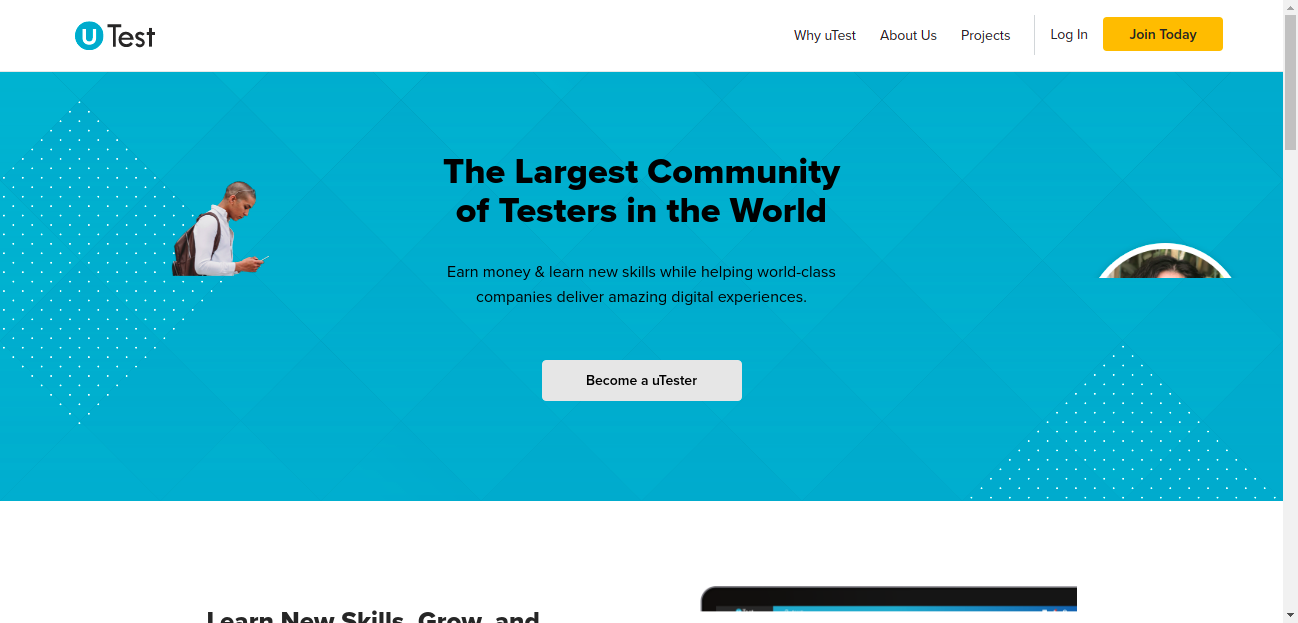 uTest
Why uTest
About Us
Projects
Log In
Join Today
The Largest Community
of Testers in the World
Earn money & learn new skills while helping world-class
companies deliver amazing digital experiences.
Become a uTester
Learn New Skills, Grow, and